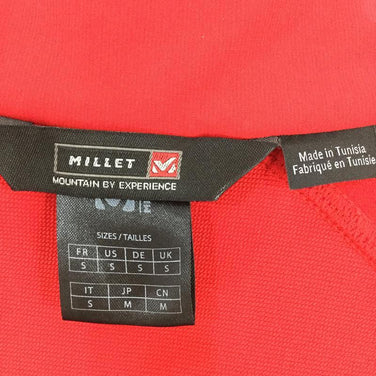 MILLET
MOUNTAIN BY EXPERIENCE
Made in Tunisia
Fabriqué en Tunisie
SIZES / TAILLES
FR US DE UK
S S S S
IT JP CN
S M M